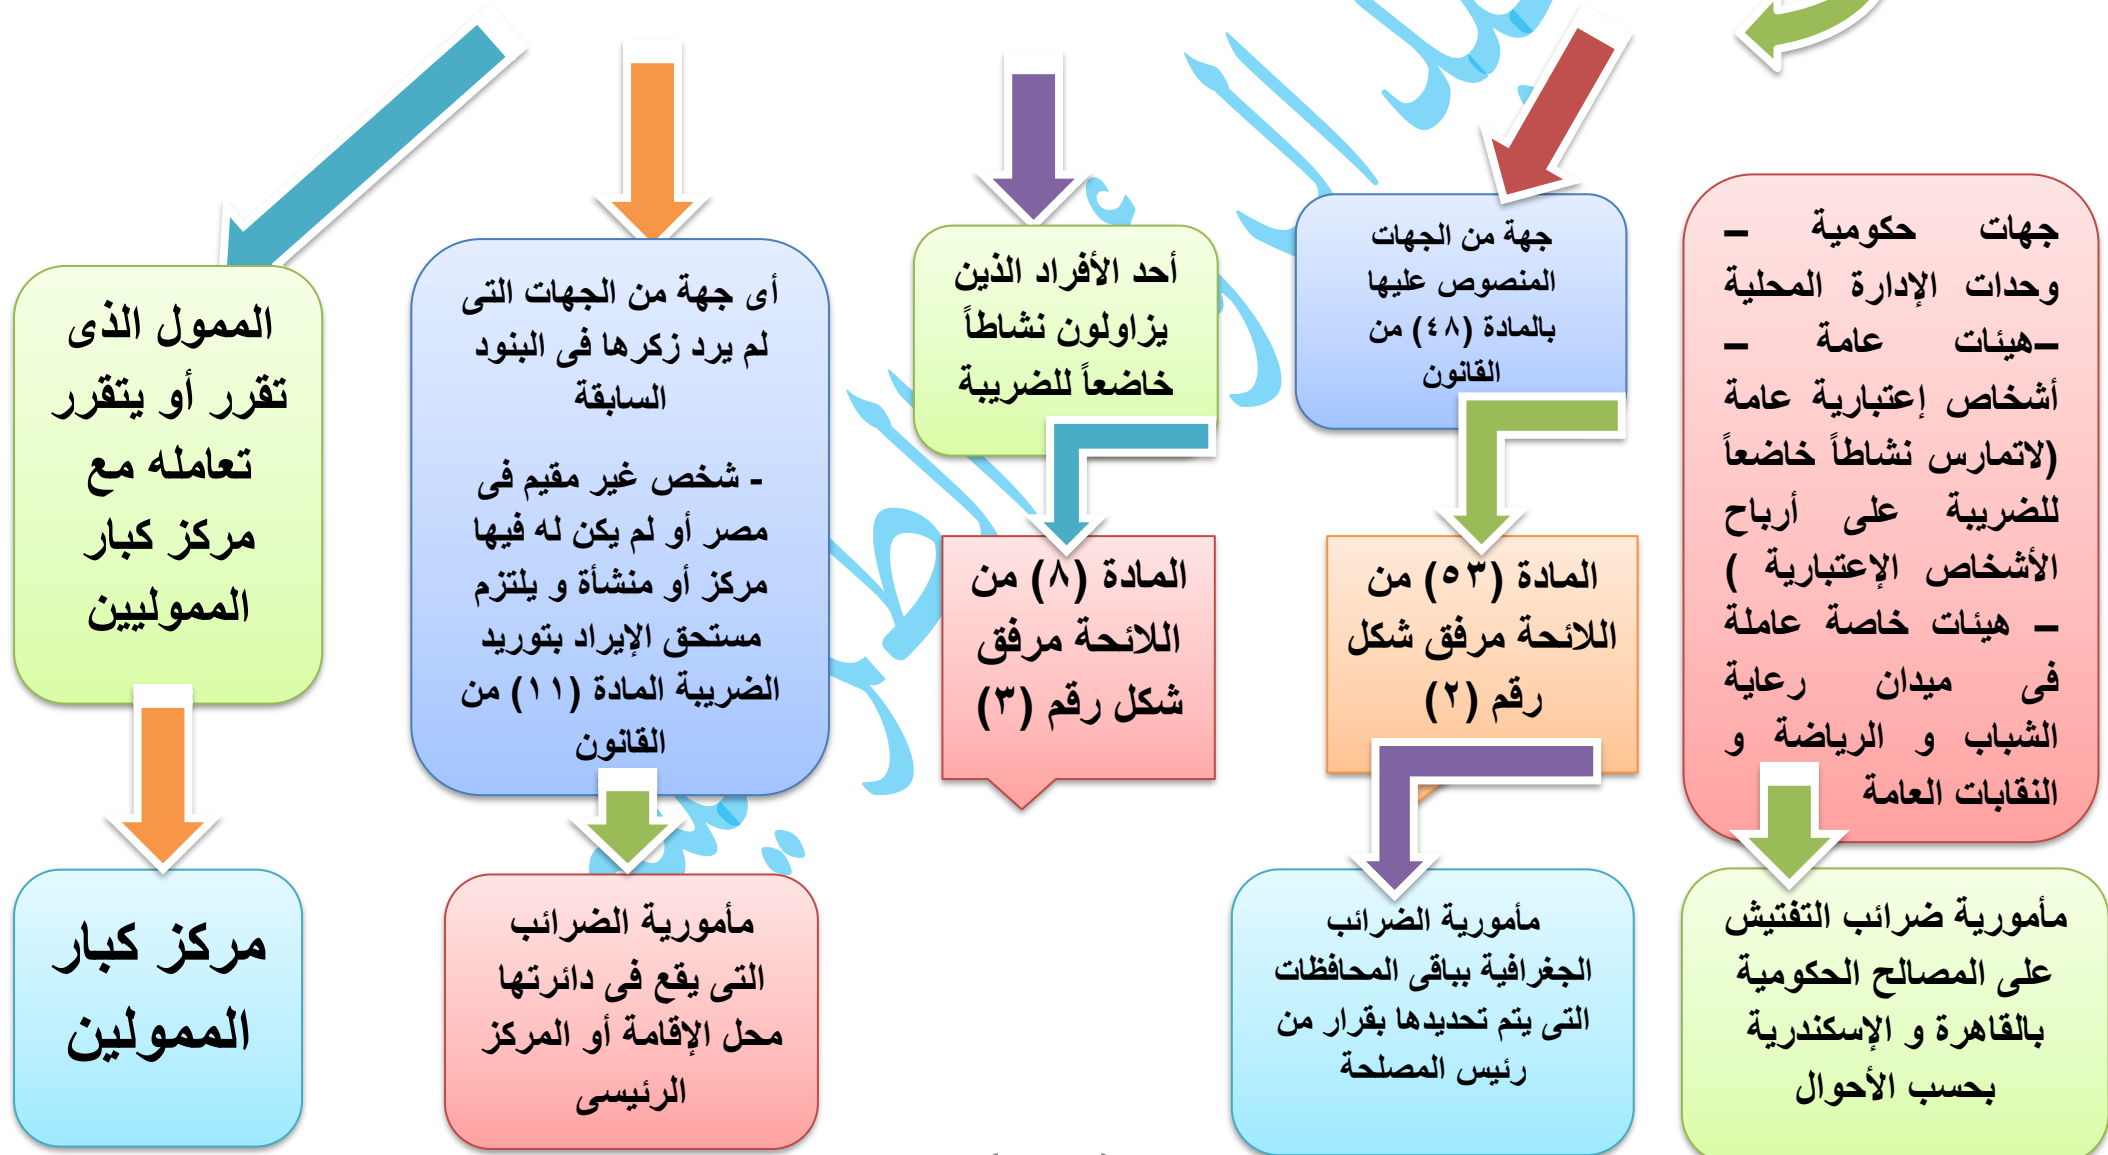 جهات حكومية –
وحدات الإدارة المحلية
–هيئات عامة –
أشخاص إعتبارية عامة
(لاتمارس نشاطاً خاضعاً
للضريبة على أرباح
الأشخاص الإعتبارية )
– هيئات خاصة عاملة
فى ميدان رعاية
الشباب و الرياضة و
النقابات العامة
مأمورية ضرائب التفتيش
على المصالح الحكومية
بالقاهرة و الإسكندرية
بحسب الأحوال
جهة من الجهات
المنصوص عليها
بالمادة (٤٨) من
القانون
المادة (٥٣) من
اللائحة مرفق شكل
رقم (٢)
مأمورية الضرائب
الجغرافية بباقى المحافظات
التى يتم تحديدها بقرار من
رئيس المصلحة
أحد الأفراد الذين
يزاولون نشاطاً
خاضعاً للضريبة
المادة (٨) من
اللائحة مرفق
شكل رقم (٣)
أى جهة من الجهات التى
لم يرد زكرها فى البنود
السابقة
- شخص غير مقيم فى
مصر أو لم يكن له فيها
مركز أو منشأة و يلتزم
مستحق الإيراد بتوريد
الضريبة المادة (١١) من
القانون
مأمورية الضرائب
التى يقع فى دائرتها
محل الإقامة أو المركز
الرئيسى
الممول الذى
تقرر أو يتقرر
تعامله مع
مركز كبار
الممولیین
مركز كبار
الممولين